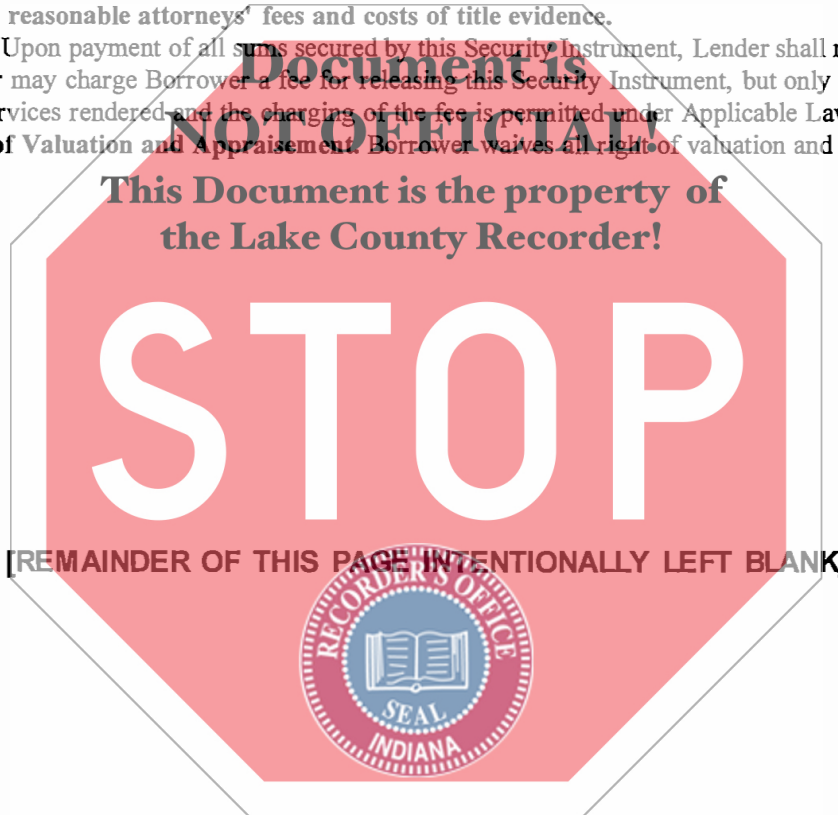 reasonable attorneys' fees and costs of title evidence.
Upon payment of all sums secured by this Security Instrument, Lender shall
may charge Borrower a fee for releasing this Security Instrument, but only
rvices rendered and the charging of the fee is permitted under Applicable La
of Valuation and Appraisement. Borrower waives all right of valuation and
Document is
NOT OFFICIAL!
This Document is the property of
the Lake County Recorder!
STOP
[REMAINDER OF THIS PAGE INTENTIONALLY LEFT BLANK
RECORDER'S OFFICE
SEAL
INDIANA